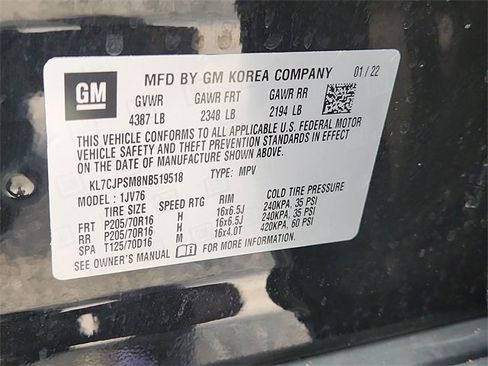 GM MFD BY GM KOREA COMPANY 01/22
GVWR GAWR FRT GAWR RR
4387 LB 2348 LB 2194 LB
THIS VEHICLE CONFORMS TO ALL APPLICABLE U.S. FEDERAL MOTOR
VEHICLE SAFETY AND THEFT PREVENTION STANDARDS IN EFFECT
ON THE DATE OF MANUFACTURE SHOWN ABOVE.
KL7CJPSM8NB519518 TYPE: MPV
MODEL: 1JV76
TIRE SIZE SPEED RTG RIM COLD TIRE PRESSURE
FRT P205/70R16 H 16x6.5J 240KPA, 35 PSI
RR P205/70R16 H 16x6.5J 240KPA, 35 PSI
SPA T125/70D16 M 16x4.0T 420KPA, 60 PSI
SEE OWNER'S MANUAL FOR MORE INFORMATION.